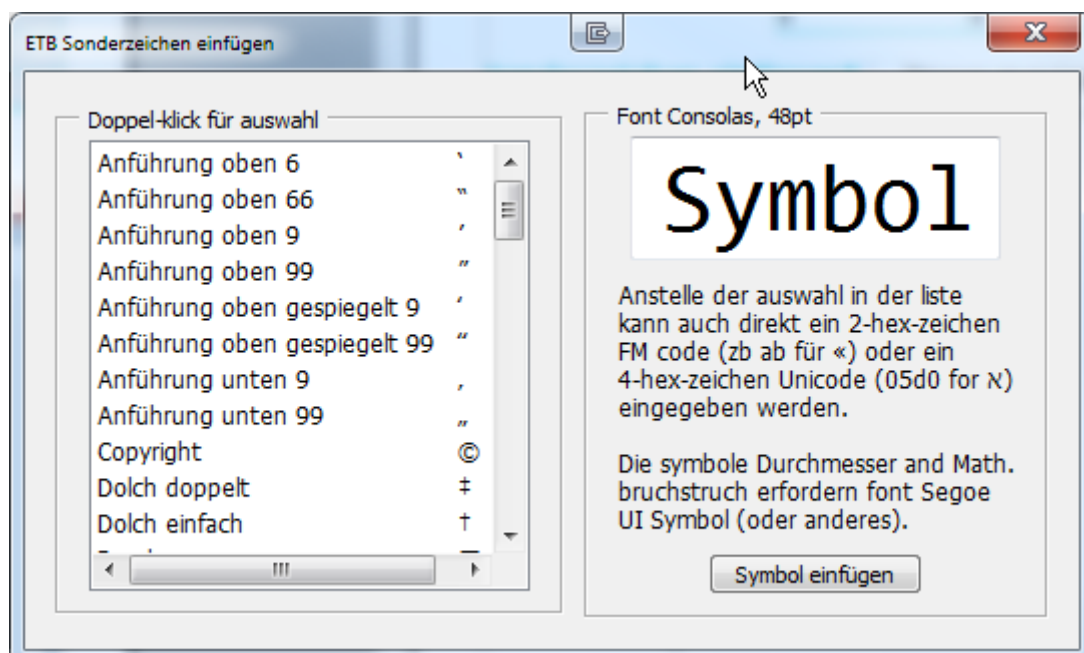 ETB Sonderzeichen einfügen
Doppel-klick für auswahl
Anführung oben 6 ‛
Anführung oben 66 ‟
Anführung oben 9 ’
Anführung oben 99 ”
Anführung oben gespiegelt 9 ‘
Anführung oben gespiegelt 99 “
Anführung unten 9 ‚
Anführung unten 99 „
Copyright ©
Dolch doppelt ‡
Dolch einfach †
Font Consolas, 48pt
Symbol
Anstelle der auswahl in der liste
kann auch direkt ein 2-hex-zeichen
FM code (zb ab für «) oder ein
4-hex-zeichen Unicode (05d0 for א)
eingegeben werden.
Die symbole Durchmesser and Math.
bruchstruch erfordern font Segoe
UI Symbol (oder anderes).
Symbol einfügen